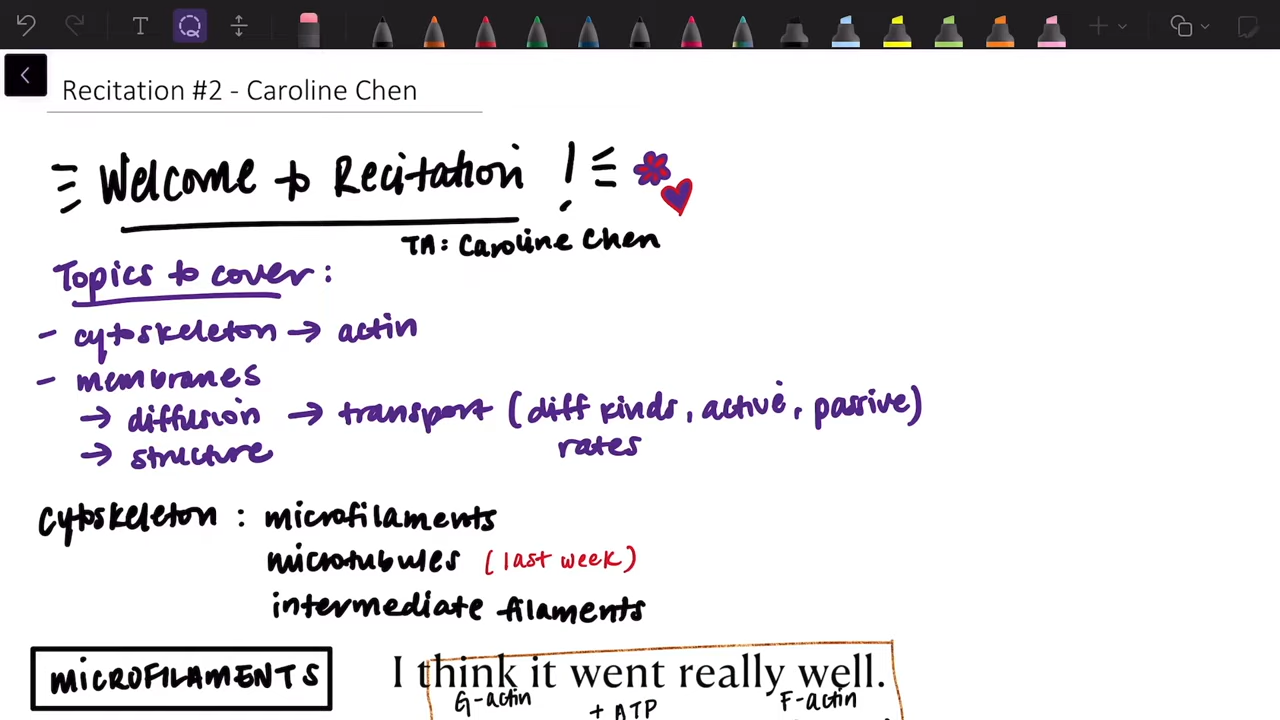 T
Recitation #2 - Caroline Chen
Welcome to Recitation !
TA: Caroline Chen
Topics to cover:
- cytoskeleton → actin
- membranes
→ diffusion → transport (diff kinds, active, passive)
→ structure rates
cytoskeleton : microfilaments
microtubules (last week)
intermediate filaments
MICROFILAMENTS
I think it went really well.
G-actin F-actin
+ ATP